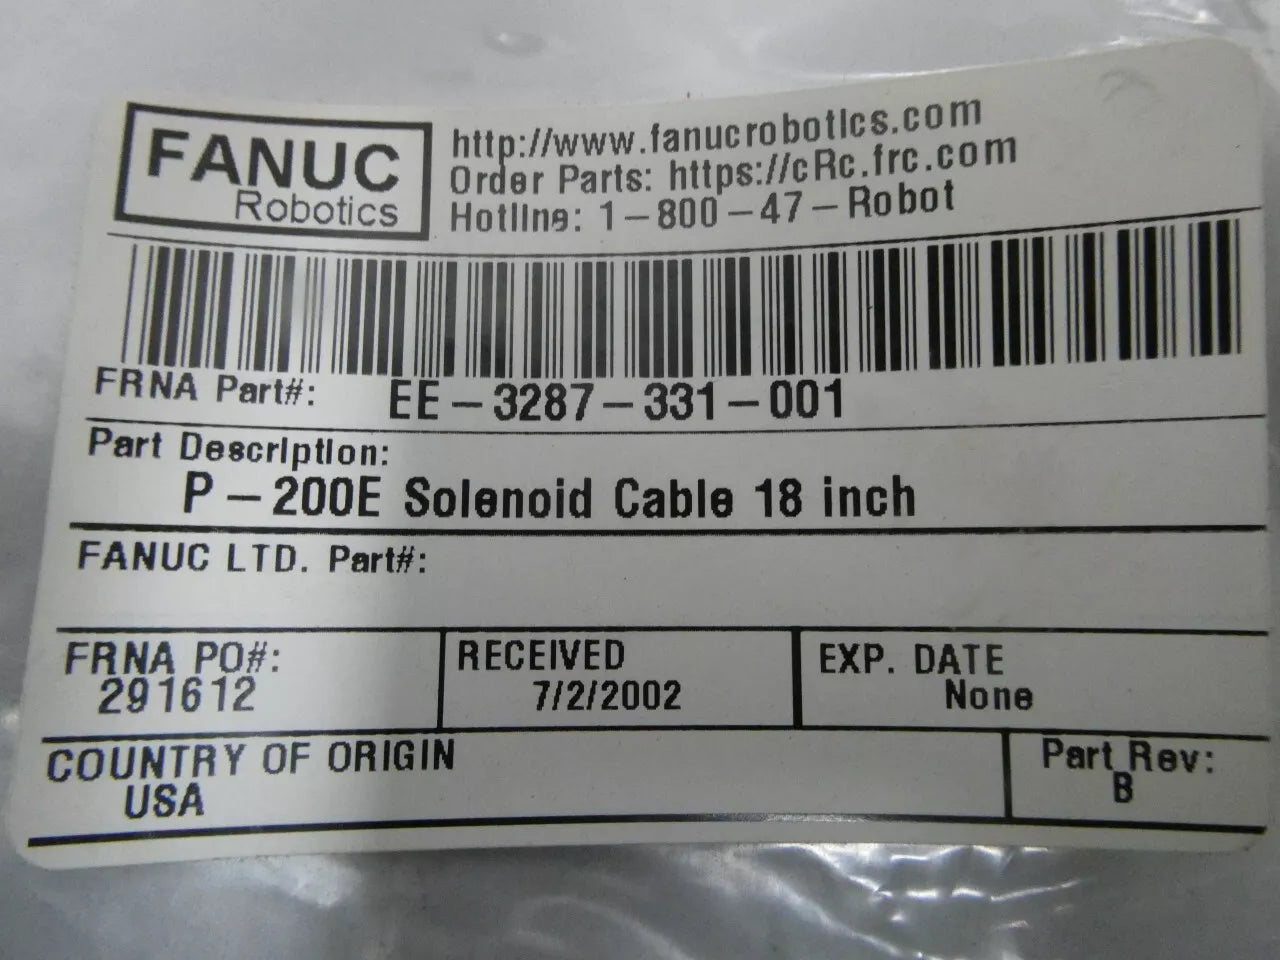 FANUC
Robotics
http://www.fanucrobotics.com
Order Parts: https://cRc.frc.com
Hotline: 1-800-47-Robot
FRNA Part#: EE-3287-331-001
Part Description:
P-200E Solenoid Cable 18 inch
FANUC LTD. Part#:
FRNA PO#:
291612
RECEIVED
7/2/2002
EXP. DATE
None
COUNTRY OF ORIGIN
USA
Part Rev:
B